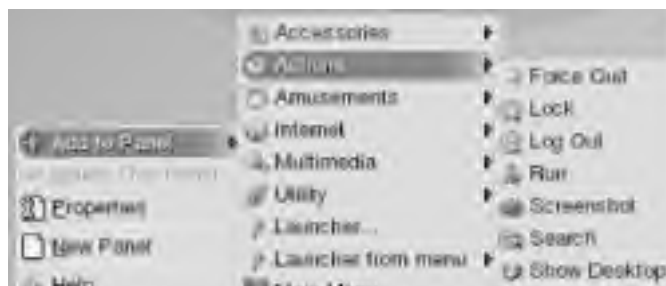 Add to Panel
Properties
New Panel
Help
Accessories
Actions
Amusements
Internet
Multimedia
Utility
Launcher...
Launcher from menu
Force Quit
Lock
Log Out
Run
Screenshot
Search
Show Desktop